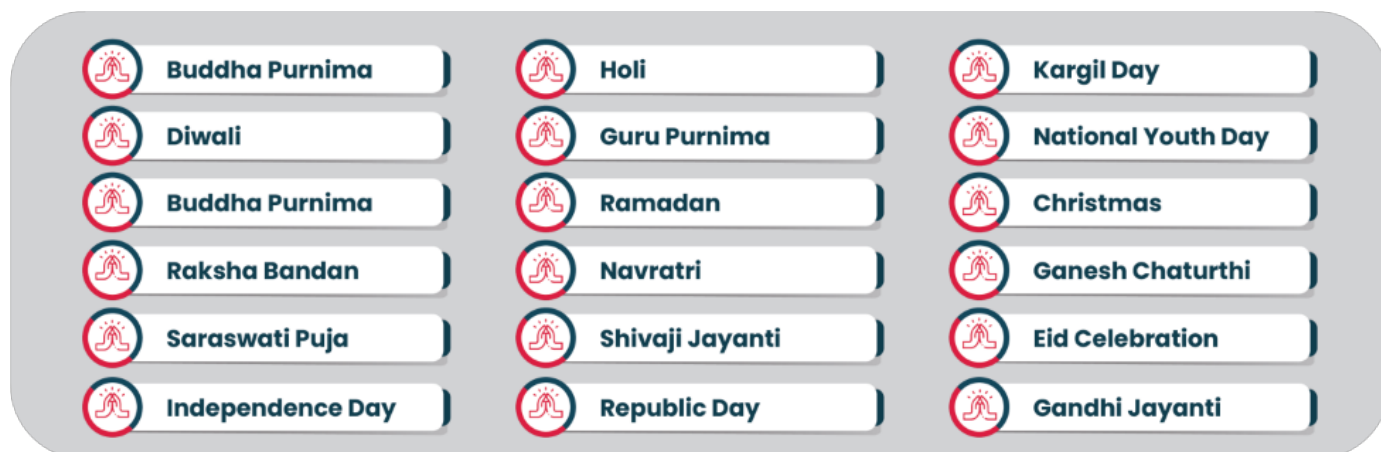 Buddha Purnima
Holi
Kargil Day
Diwali
Guru Purnima
National Youth Day
Buddha Purnima
Ramadan
Christmas
Raksha Bandan
Navratri
Ganesh Chaturthi
Saraswati Puja
Shivaji Jayanti
Eid Celebration
Independence Day
Republic Day
Gandhi Jayanti